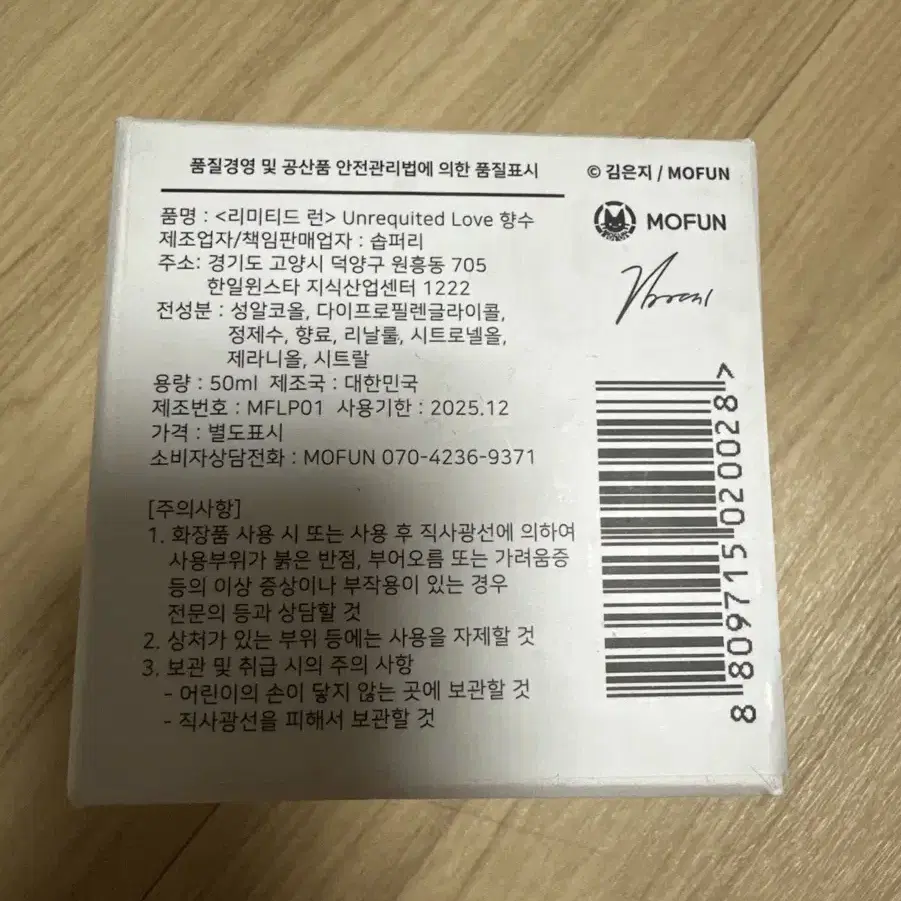 품질경영 및 공산품 안전관리법에 의한 품질표시
© 김은지 / MOFUN
MOFUN
품명 : <리미티드 런> Unrequited Love 향수
제조업자/책임판매업자 : 솝퍼리
주소: 경기도 고양시 덕양구 원흥동 705
한일윈스타 지식산업센터 1222
전성분 : 성알코올, 다이프로필렌글라이콜,
정제수, 향료, 리날룰, 시트로넬올,
제라니올, 시트랄
용량 : 50ml 제조국 : 대한민국
제조번호 : MFLP01 사용기한 : 2025.12
가격 : 별도표시
소비자상담전화 : MOFUN 070-4236-9371
[주의사항]
1. 화장품 사용 시 또는 사용 후 직사광선에 의하여
사용부위가 붉은 반점, 부어오름 또는 가려움증
등의 이상 증상이나 부작용이 있는 경우
전문의 등과 상담할 것
2. 상처가 있는 부위 등에는 사용을 자제할 것
3. 보관 및 취급 시의 주의 사항
- 어린이의 손이 닿지 않는 곳에 보관할 것
- 직사광선을 피해서 보관할 것
8 809715 020028 >